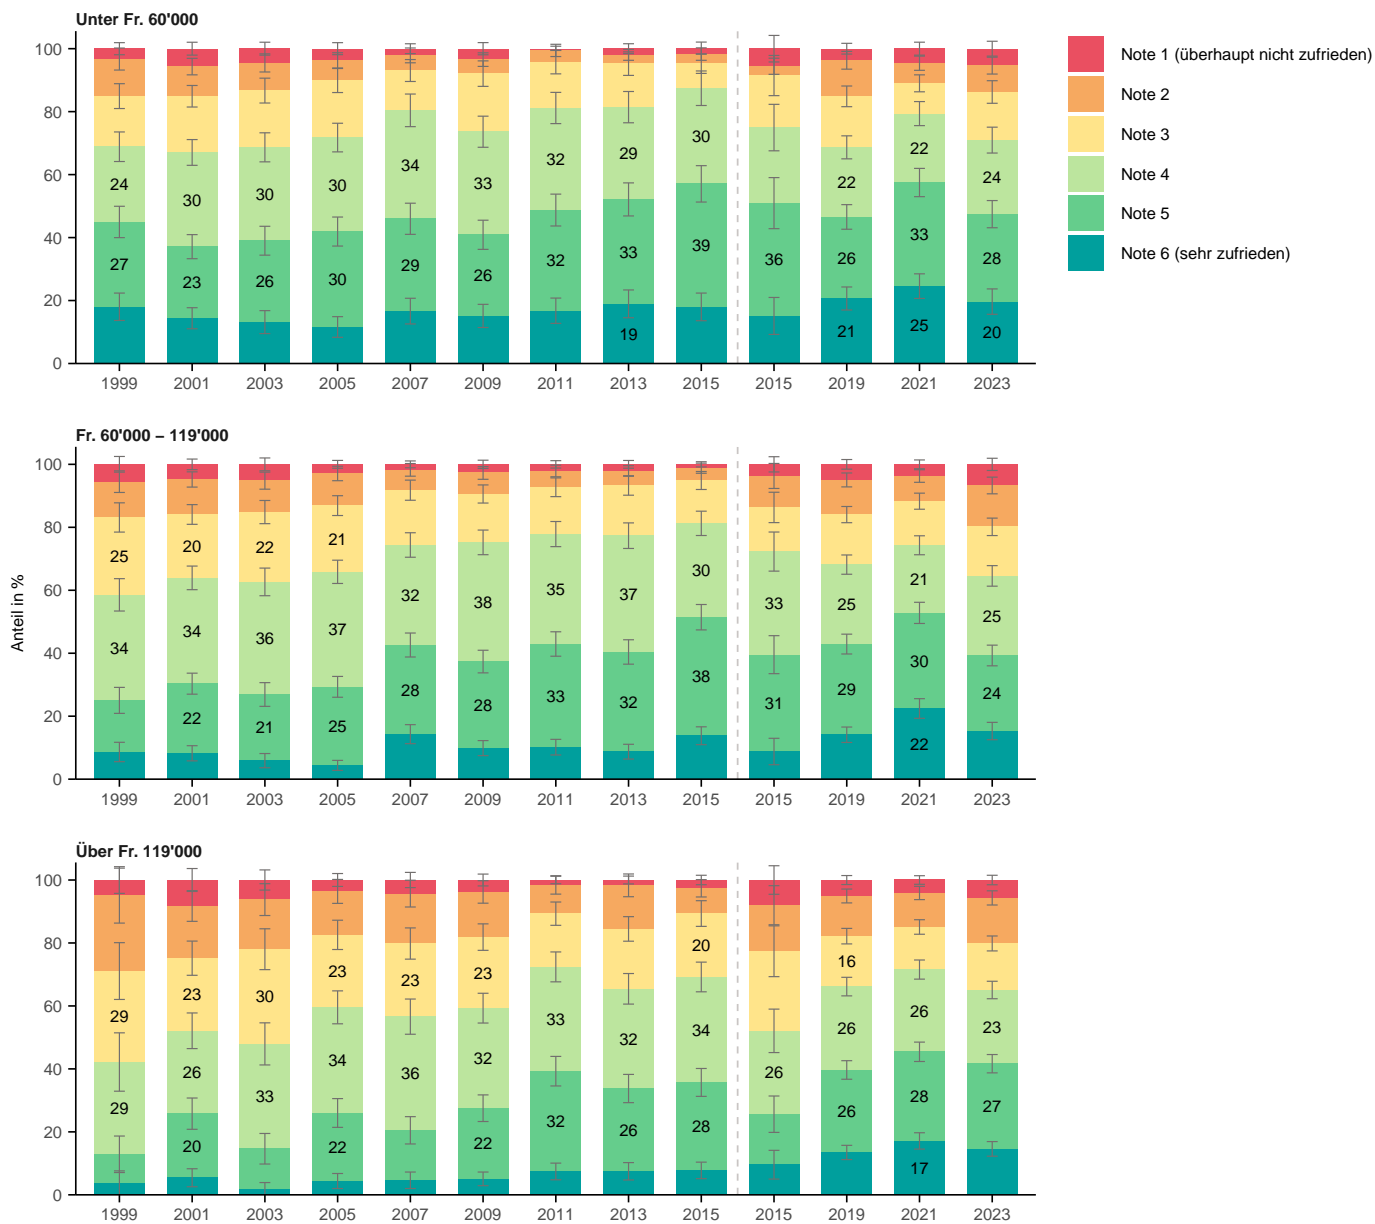 Unter Fr. 60'000
100
80
60
40
20
0
24 30 30 30 34 33 32 29 30 22 22 24
27 23 26 30 29 26 32 33 39 36 26 33 28
19 21 25 20
1999 2001 2003 2005 2007 2009 2011 2013 2015 2015 2019 2021 2023
Note 1 (überhaupt nicht zufrieden)
Note 2
Note 3
Note 4
Note 5
Note 6 (sehr zufrieden)
Anteil in %
Fr. 60'000 – 119'000
100
80
60
40
20
0
25 20 22 21
34 34 36 37 32 38 35 37 30 33 25 21 25
22 21 25 28 28 33 32 38 31 29 30 24
22
1999 2001 2003 2005 2007 2009 2011 2013 2015 2015 2019 2021 2023
Über Fr. 119'000
100
80
60
40
20
0
29 23 30 23 23 23 20 16
29 26 33 34 36 32 33 32 34 26 26 26 23
20 22 22 32 26 28 26 28 27
17
1999 2001 2003 2005 2007 2009 2011 2013 2015 2015 2019 2021 2023